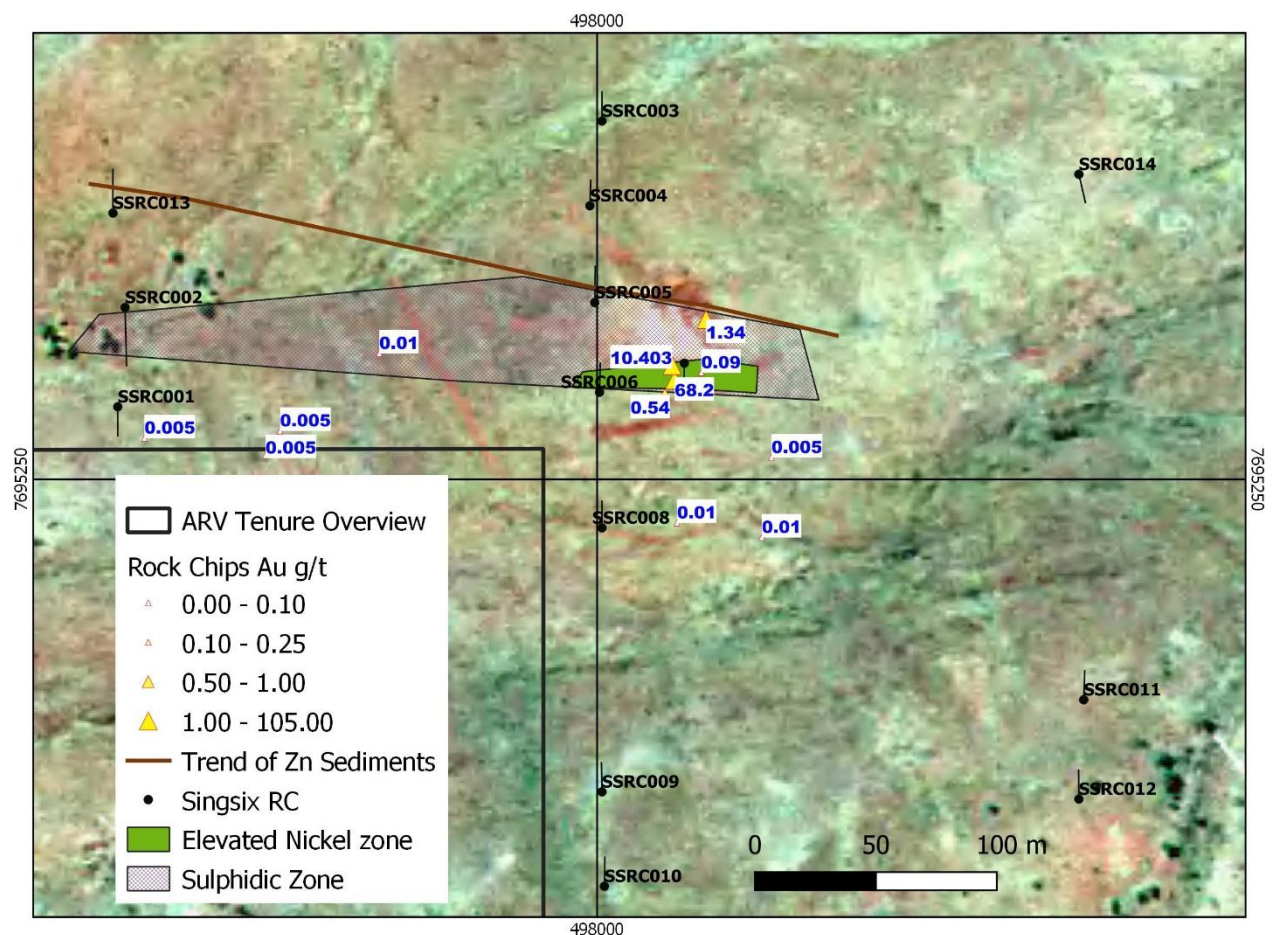 498000
SSRC003
SSRC014
SSRC004
SSRC013
SSRC005
SSRC002
1.34
0.01
10.403
0.09
SSRC006
68.2
0.54
SSRC001
0.005
0.005
0.005
0.005
7695250
7695250
SSRC008
0.01
0.01
ARV Tenure Overview
Rock Chips Au g/t
0.00 - 0.10
0.10 - 0.25
0.50 - 1.00
1.00 - 105.00
Trend of Zn Sediments
Singsix RC
Elevated Nickel zone
Sulphidic Zone
SSRC011
SSRC009
SSRC012
0 50 100 m
SSRC010
498000